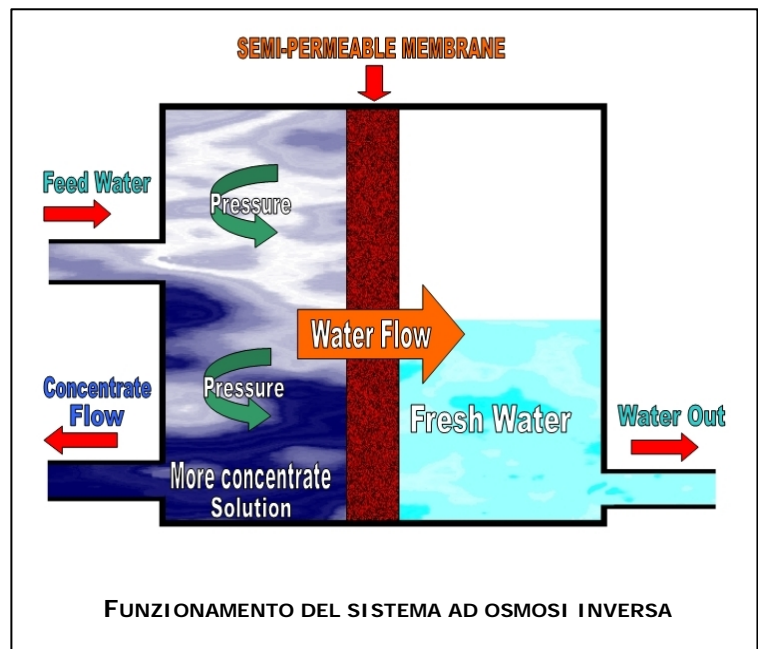 SEMI-PERMEABLE MEMBRANE
Feed Water
Pressure
Water Flow
Concentrate
Flow
Pressure
Fresh Water
Water Out
More concentrate
Solution
FUNZIONAMENTO DEL SISTEMA AD OSMOSI INVERSA